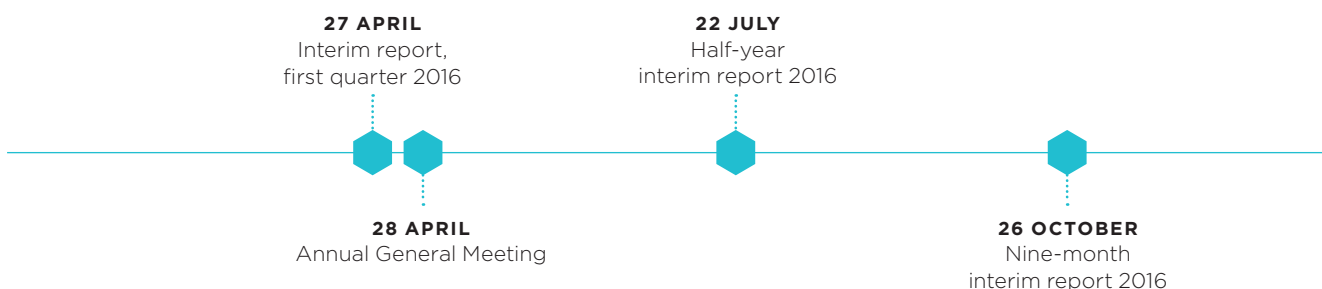 27 APRIL
Interim report,
first quarter 2016
22 JULY
Half-year
interim report 2016
28 APRIL
Annual General Meeting
26 OCTOBER
Nine-month
interim report 2016